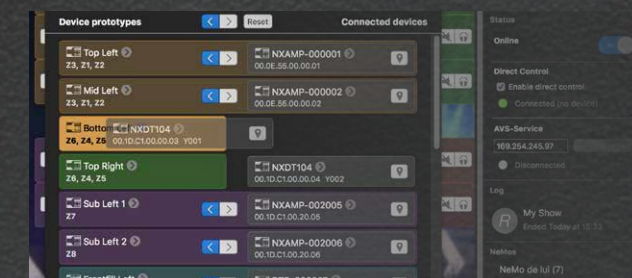 Device prototypes < > Reset Connected devices
Top Left
Z3, Z1, Z2
NXAMP-000001
00.0E.55.00.00.01
Mid Left
Z3, Z1, Z2
NXAMP-000002
00.0E.55.00.00.02
Bottom
Z6, Z4, Z5
NXDT104
00.1D.C1.00.00.03 Y001
Top Right
Z6, Z4, Z5
NXDT104
00.1D.C1.00.00.04 Y002
Sub Left 1
Z7
NXAMP-002005
00.1D.C1.00.20.05
Sub Left 2
Z8
NXAMP-002006
00.1D.C1.00.20.06
Frontfill Left
Status
Online
Direct Control
Enable direct control
Connected (no device)
AVS-Service
169.254.245.97
Disconnected
Log
R
My Show
Ended Today at
NeMos
NeMo de lui (7)